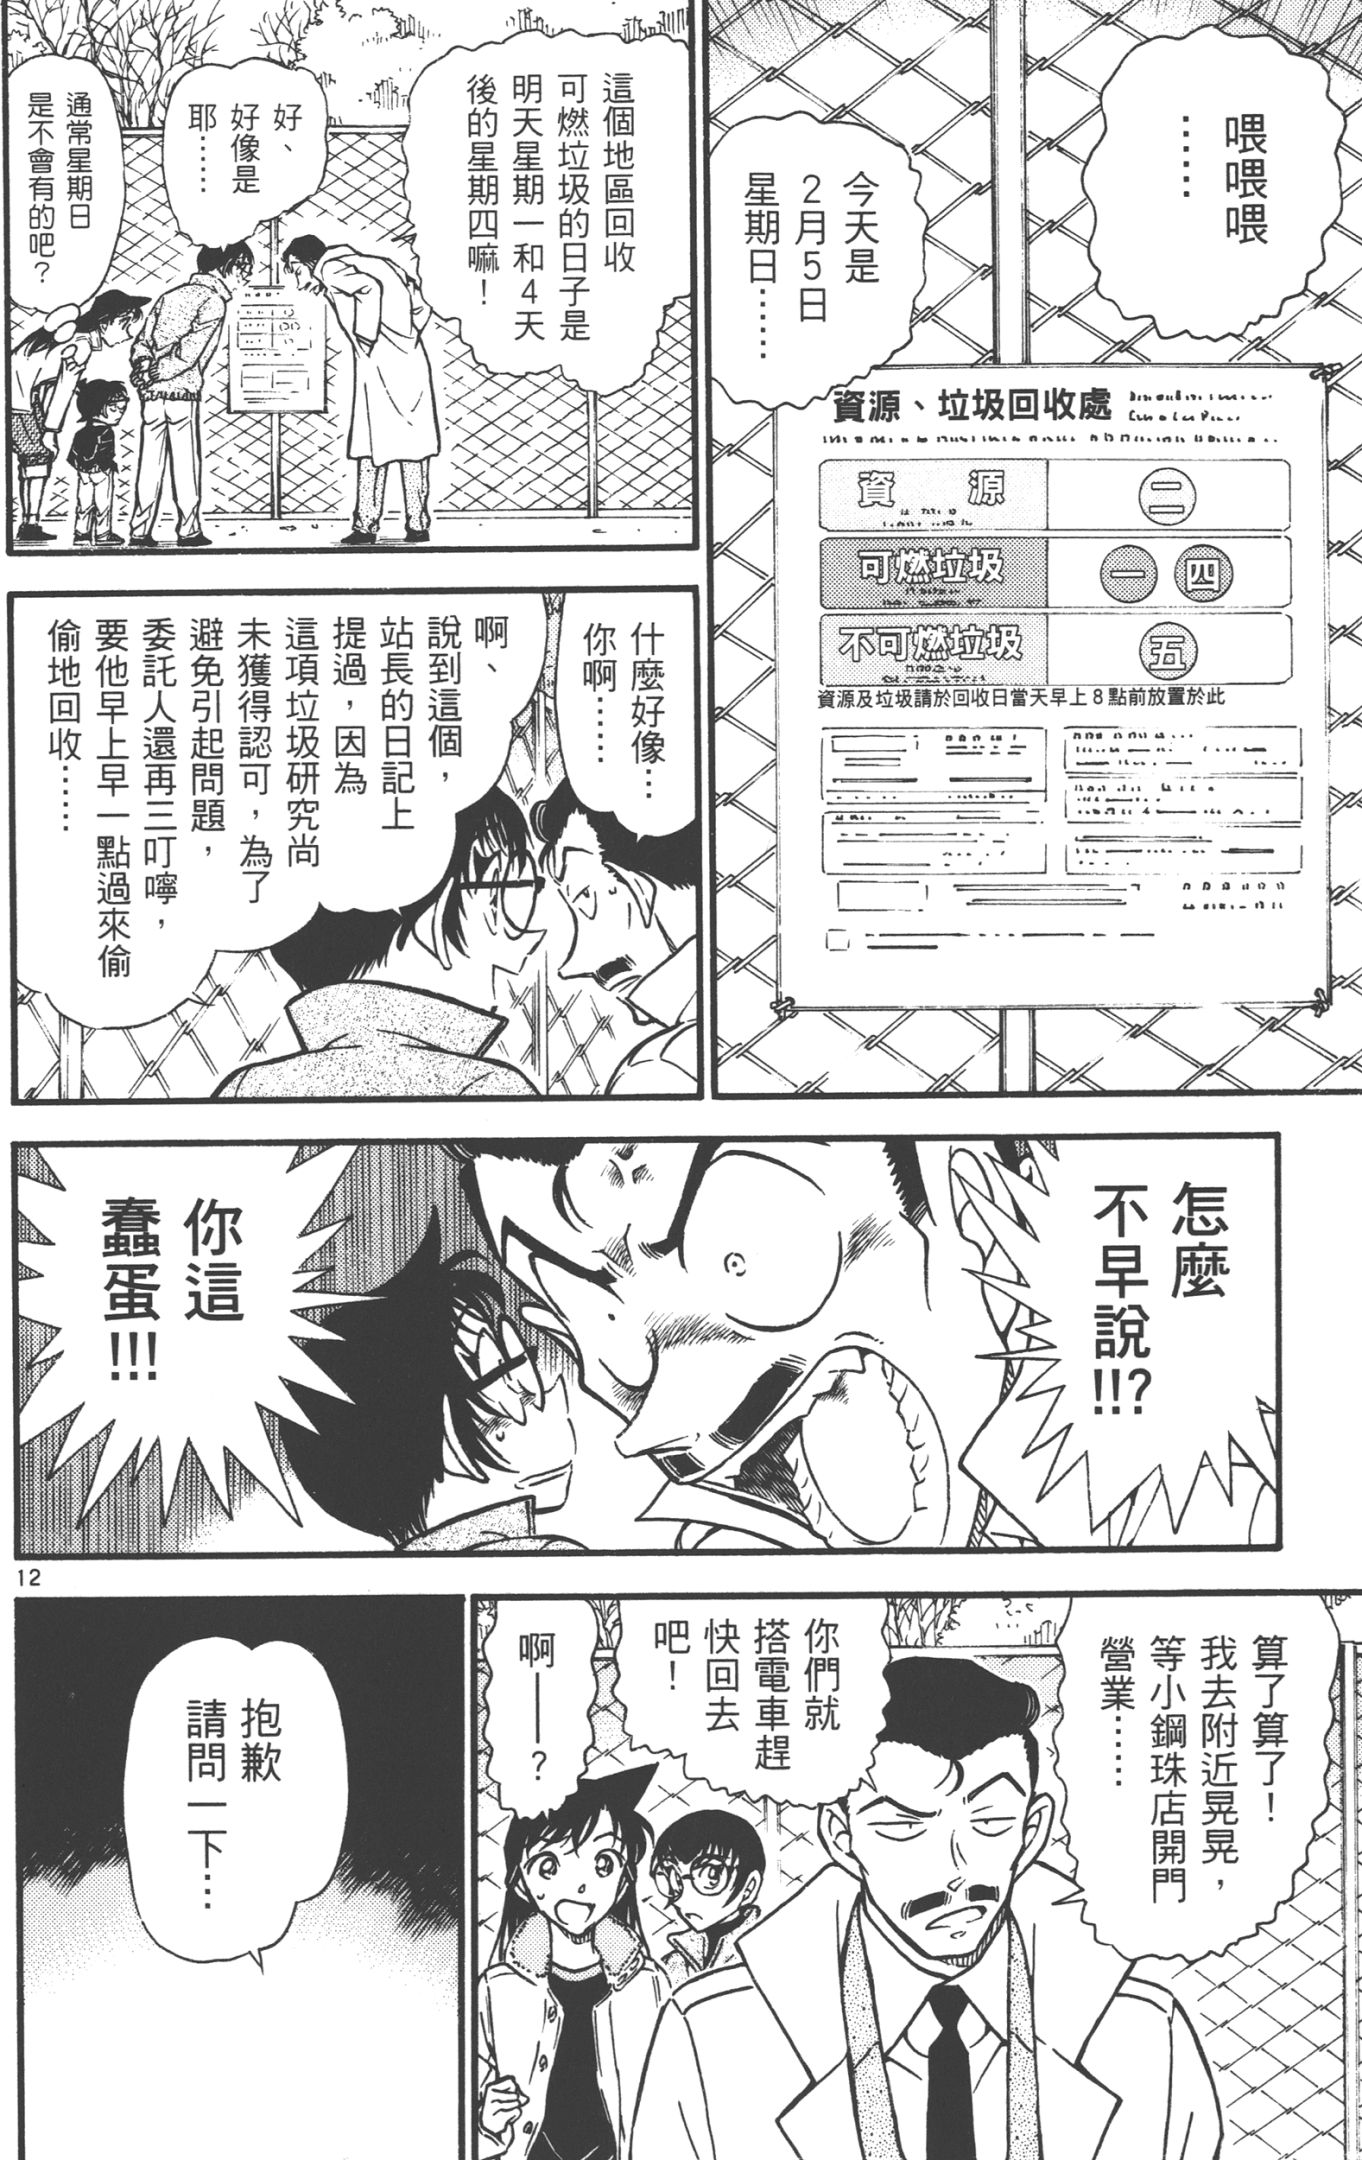 喂喂喂
……
今天是
2月5日
星期日……
資源、垃圾回收處
資源
二
可燃垃圾
一 四
不可燃垃圾
五
資源及垃圾請於回收日當天早上8點前放置於此
這個地區回收
可燃垃圾的日子是
明天星期一和4天
後的星期四嘛！
好、
好像是
耶……
通常星期日
是不會有的吧？
什麼好像…
你啊……
啊、
說到這個，
站長的日記上
提過，因為
這項垃圾研究尚
未獲得認可，為了
避免引起問題，
委託人還再三叮嚀，
要他早上早一點過來偷
偷地回收……
怎麼
不早說!!?
你這
蠢蛋!!!
12
算了算了！
我去附近晃晃，
等小鋼珠店開門
營業……
你們就
搭電車趕
快回去
吧！
啊——？
抱歉
請問一下…